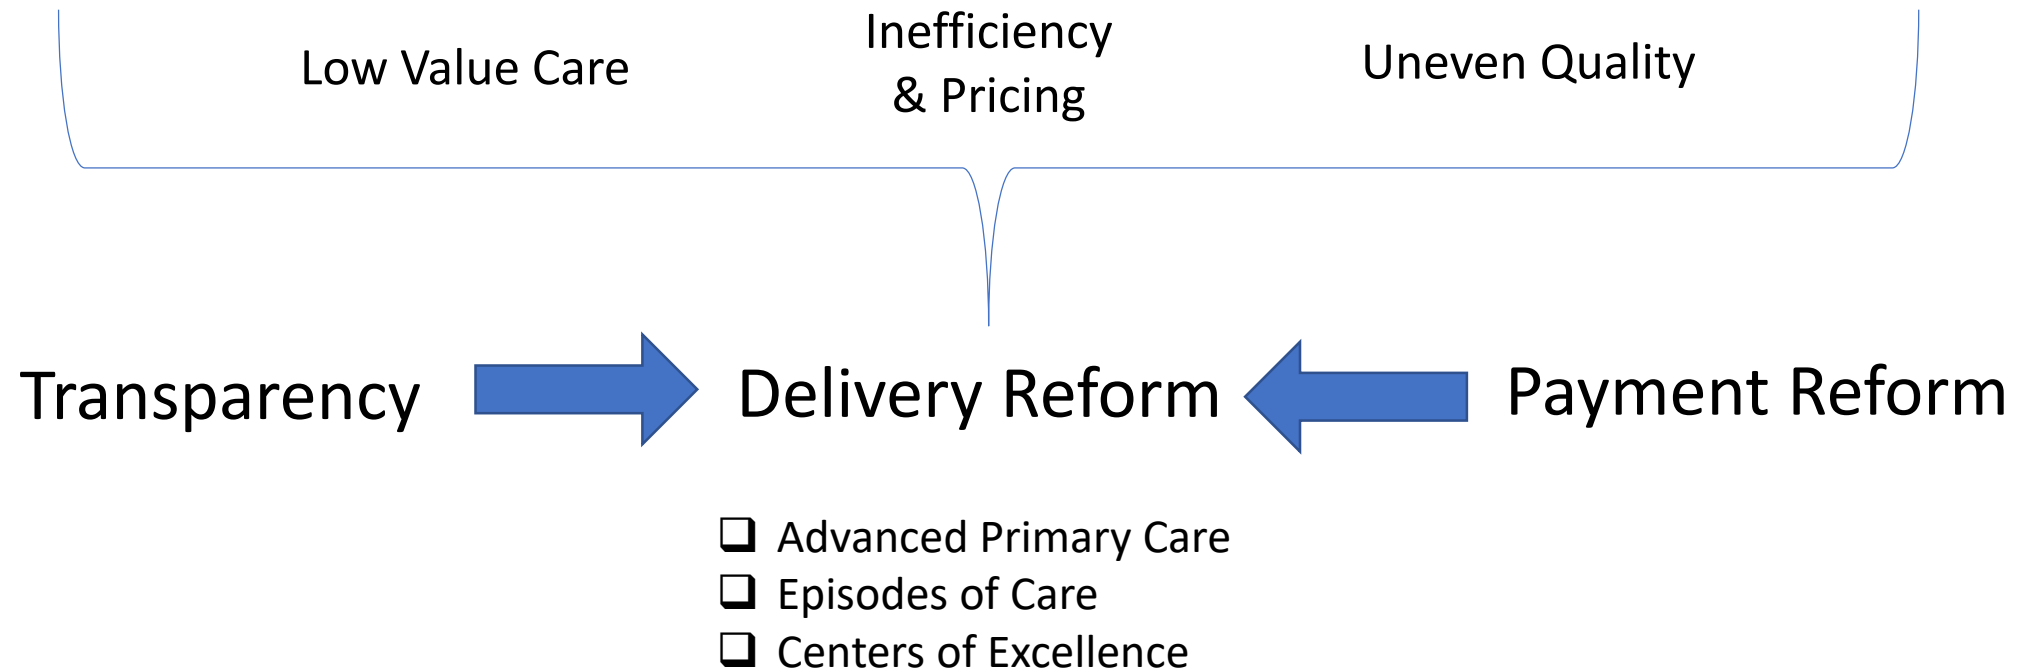 Low Value Care
Inefficiency
& Pricing
Uneven Quality
Transparency
Delivery Reform
Payment Reform
❑ Advanced Primary Care
❑ Episodes of Care
❑ Centers of Excellence